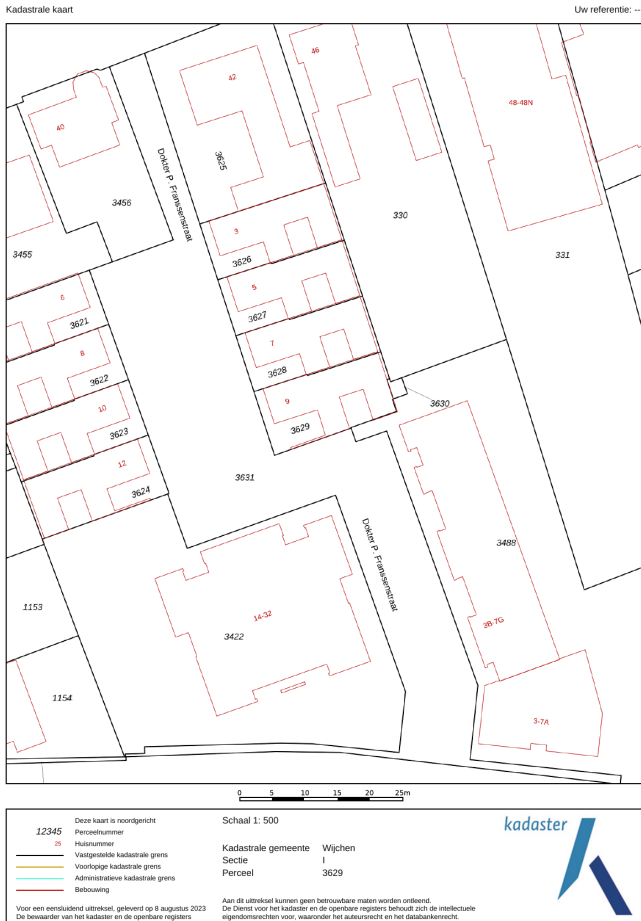 Kadastrale kaart
Uw referentie: --
42
46
48-48N
40
Dokter P. Franssenstraat
3625
3456
330
3
3455
331
3626
5
6
3627
3621
7
8
3628
3622
9
3630
10
3629
3623
12
3631
3624
Dokter P. Franssenstraat
3488
1153
14-32
3B-7G
3422
1154
3-7A
0 5 10 15 20 25m
Deze kaart is noordgericht
12345 Perceelnummer
25 Huisnummer
Vastgestelde kadastrale grens
Voorlopige kadastrale grens
Administratieve kadastrale grens
Bebouwing
Voor een eensluidend uittreksel, geleverd op 8 augustus 2023
De bewaarder van het kadaster en de openbare registers
Schaal 1: 500
Kadastrale gemeente Wijchen
Sectie I
Perceel 3629
Aan dit uittreksel kunnen geen betrouwbare maten worden ontleend.
De Dienst voor het kadaster en de openbare registers behoudt zich de intellectuele
eigendomsrechten voor, waaronder het auteursrecht en het databankenrecht.
kadaster